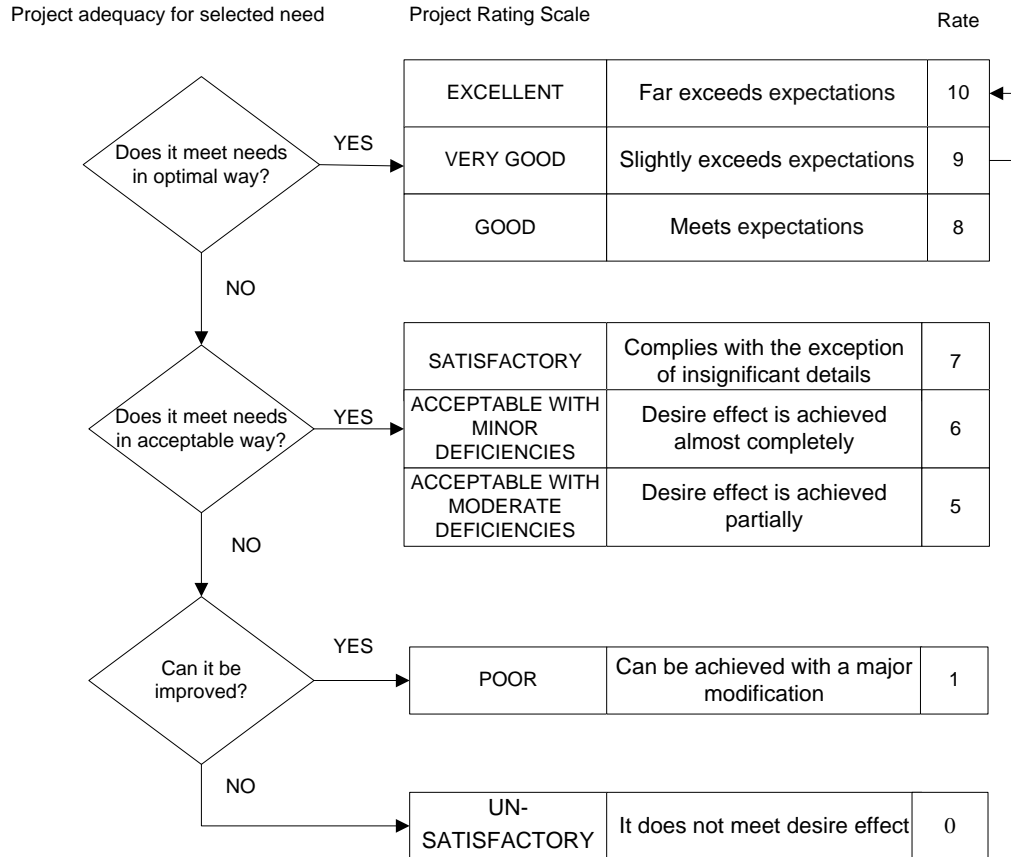 Project adequacy for selected need
Project Rating Scale
Rate
Does it meet needs
in optimal way?
YES
NO
EXCELLENT
Far exceeds expectations
10
VERY GOOD
Slightly exceeds expectations
9
GOOD
Meets expectations
8
Does it meet needs
in acceptable way?
YES
NO
SATISFACTORY
Complies with the exception
of insignificant details
7
ACCEPTABLE WITH
MINOR
DEFICIENCIES
Desire effect is achieved
almost completely
6
ACCEPTABLE WITH
MODERATE
DEFICIENCIES
Desire effect is achieved
partially
5
Can it be
improved?
YES
NO
POOR
Can be achieved with a major
modification
1
UN-
SATISFACTORY
It does not meet desire effect
0